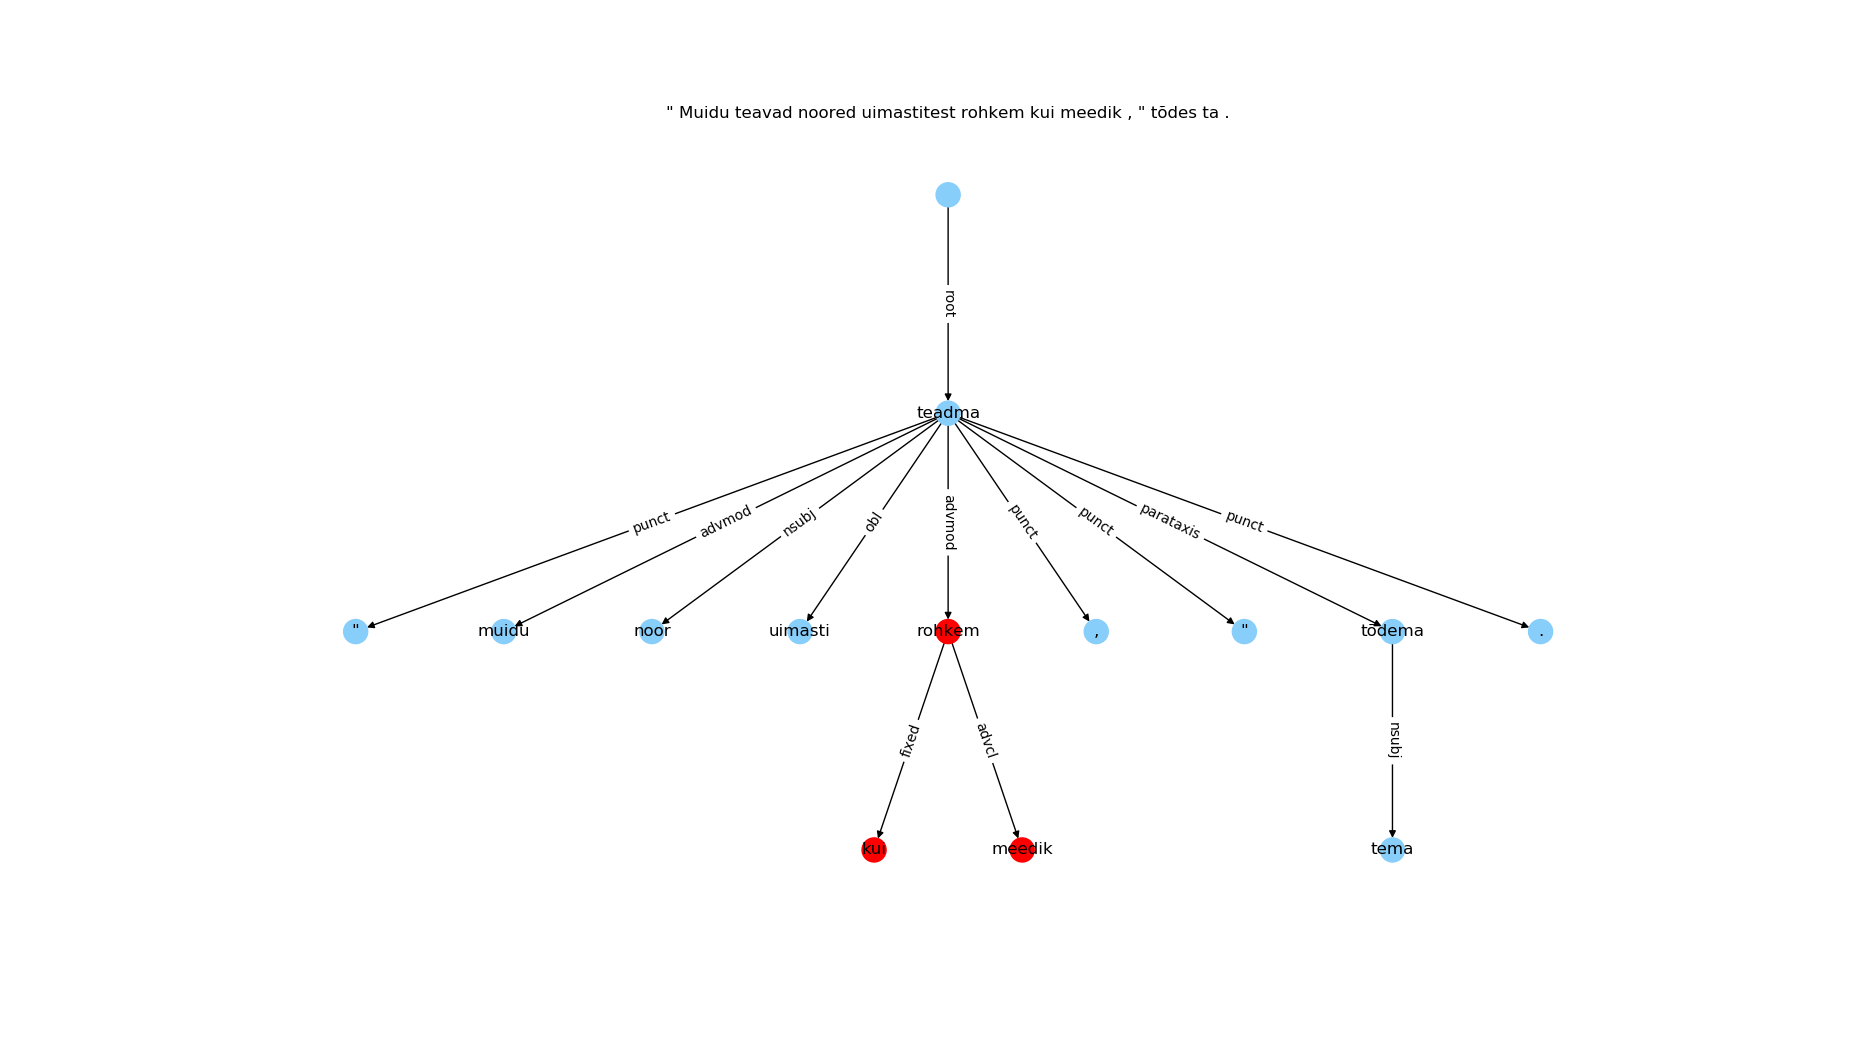 " Muidu teavad noored uimastitest rohkem kui meedik , " tõdes ta .
root
teadma
punct advmod nsubj obl advmod punct punct parataxis punct
" muidu noor uimasti rohkem , " tõdema .
fixed advcl nsubj
kui meedik tema